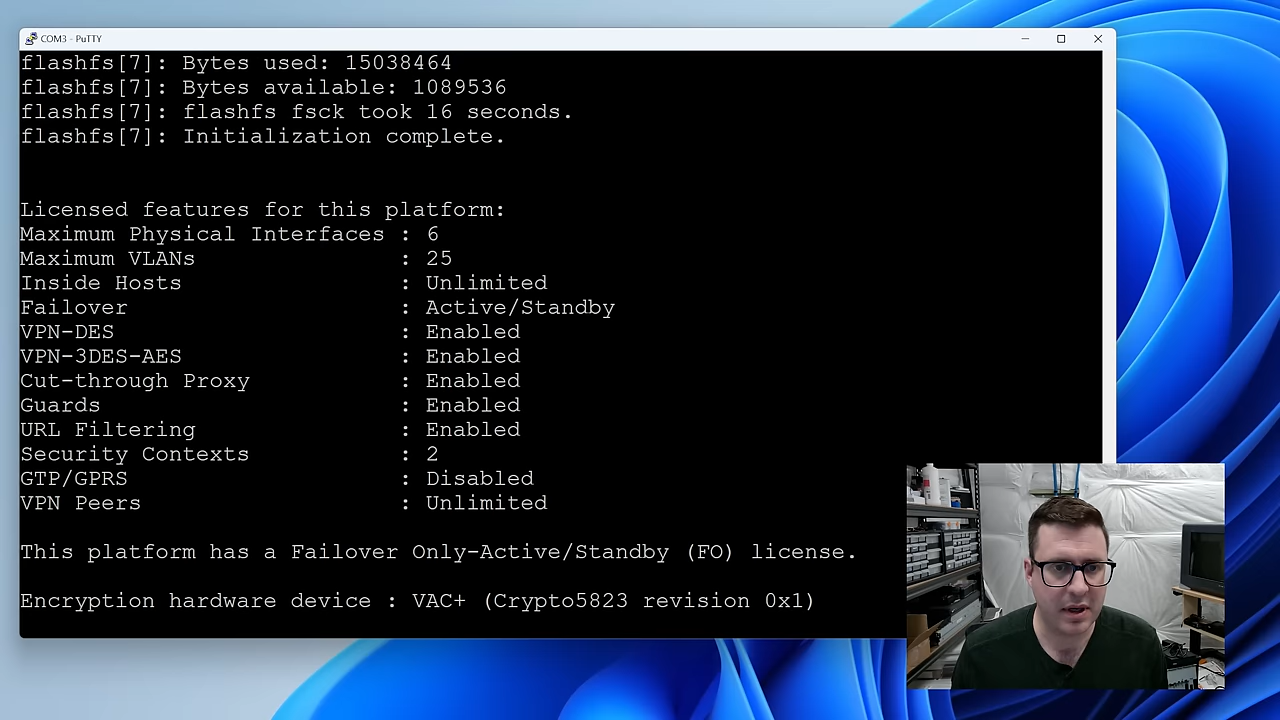 COM3 - PuTTY
flashfs[7]: Bytes used: 15038464
flashfs[7]: Bytes available: 1089536
flashfs[7]: flashfs fsck took 16 seconds.
flashfs[7]: Initialization complete.
Licensed features for this platform:
Maximum Physical Interfaces : 6
Maximum VLANs : 25
Inside Hosts : Unlimited
Failover : Active/Standby
VPN-DES : Enabled
VPN-3DES-AES : Enabled
Cut-through Proxy : Enabled
Guards : Enabled
URL Filtering : Enabled
Security Contexts : 2
GTP/GPRS : Disabled
VPN Peers : Unlimited
This platform has a Failover Only-Active/Standby (FO) license.
Encryption hardware device : VAC+ (Crypto5823 revision 0x1)